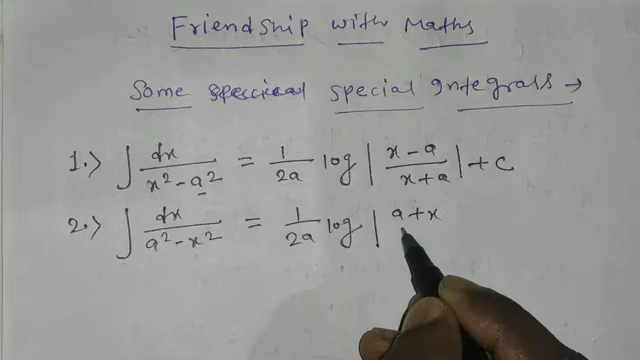 Friendship with Maths
Some special Integrals →
1.> ∫ dx / (x² - a²) = 1/2a log | (x - a) / (x + a) | + c
2.> ∫ dx / (a² - x²) = 1/2a log | a + x